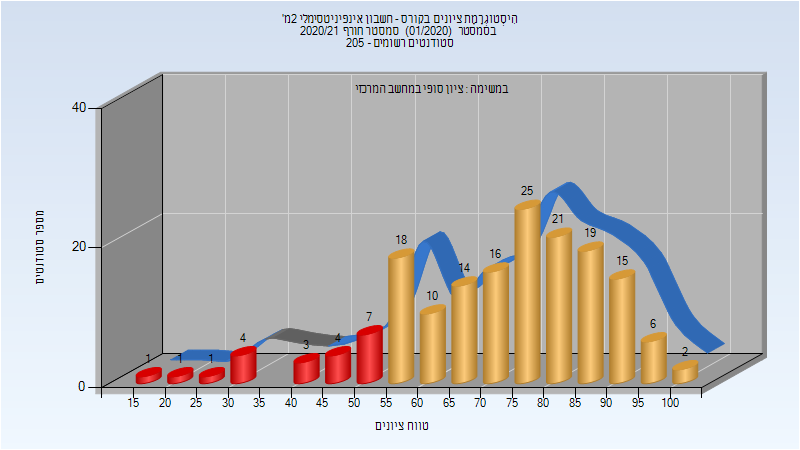 היסטוגרמת ציונים בקורס - חשבון אינפיניטסימלי 2מ'
בסמסטר (01/2020) סמסטר חורף 2020/21
סטודנטים רשומים - 205
במשימה : ציון סופי במחשב המרכזי
מספר סטודנטים
40
20
0
1
1
1
4
3
4
7
18
10
14
16
25
21
19
15
6
2
15 20 25 30 35 40 45 50 55 60 65 70 75 80 85 90 95 100
טווח ציונים